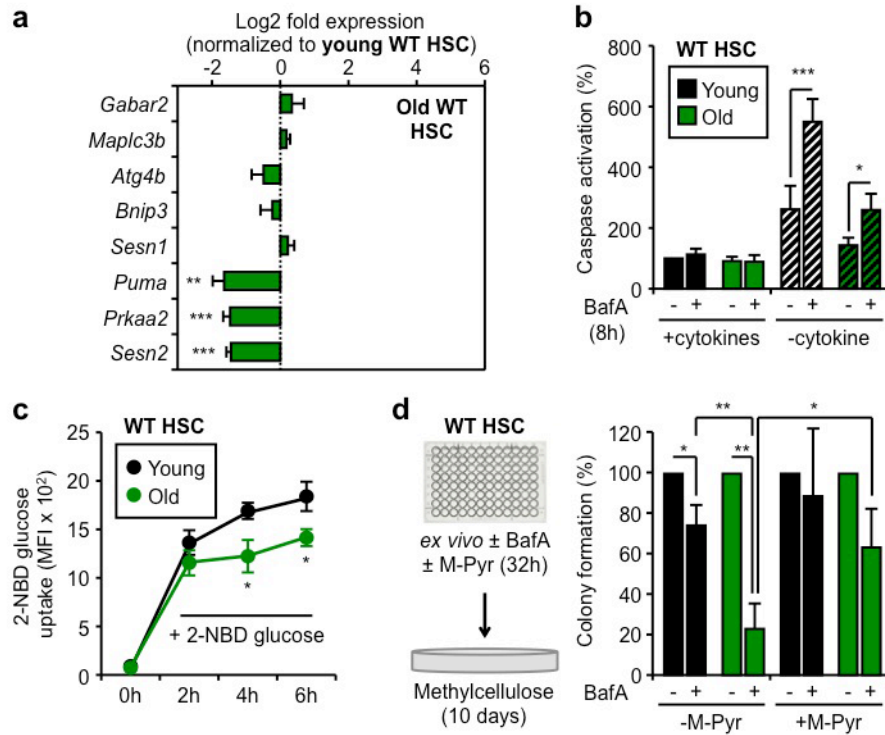 a
Log2 fold expression
(normalized to young WT HSC)
-2 0 2 4 6
Old WT
HSC
Gabar2
Maplc3b
Atg4b
Bnip3
Sesn1
Puma **
Prkaa2 ***
Sesn2 ***
b
WT HSC
Young
Old
Caspase activation (%)
800
600
400
200
0
***
*
BafA
(8h)
- + - + - + - +
+cytokines -cytokine
c
WT HSC
Young
Old
2-NBD glucose
uptake (MFI x 10²)
25
20
15
10
5
0
* *
+ 2-NBD glucose
0h 2h 4h 6h
d
WT HSC
ex vivo ± BafA
± M-Pyr (32h)
Methylcellulose
(10 days)
Colony formation (%)
120
100
80
60
40
20
0
** *
* **
BafA - + - + - + - +
-M-Pyr +M-Pyr